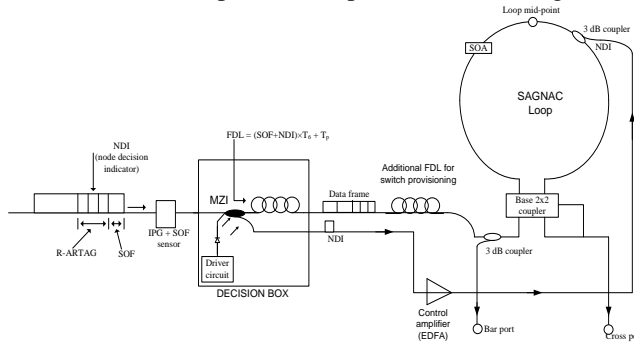 Loop mid-point
3 dB coupler
NDI
SOA
SAGNAC
Loop
NDI
(node decision
indicator)
FDL = (SOF+NDI)×T₆ + Tₚ
MZI
Data frame
Additional FDL for
switch provisioning
Base 2x2
coupler
IPG + SOF
sensor
R-ARTAG
SOF
NDI
3 dB coupler
Driver
circuit
DECISION BOX
Control
amplifier
(EDFA)
Bar port
Cross po